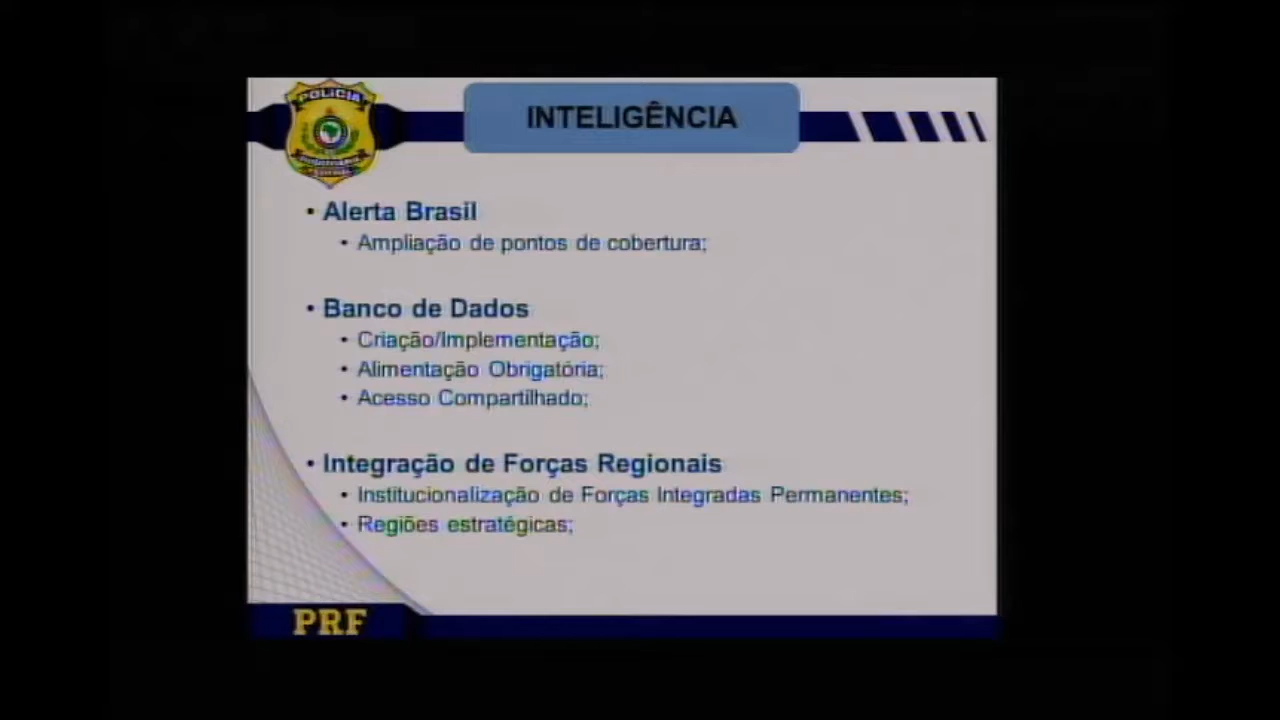 POLÍCIA
INTELIGÊNCIA
• Alerta Brasil
• Ampliação de pontos de cobertura;
• Banco de Dados
• Criação/Implementação;
• Alimentação Obrigatória;
• Acesso Compartilhado;
• Integração de Forças Regionais
• Institucionalização de Forças Integradas Permanentes;
• Regiões estratégicas;
PRF